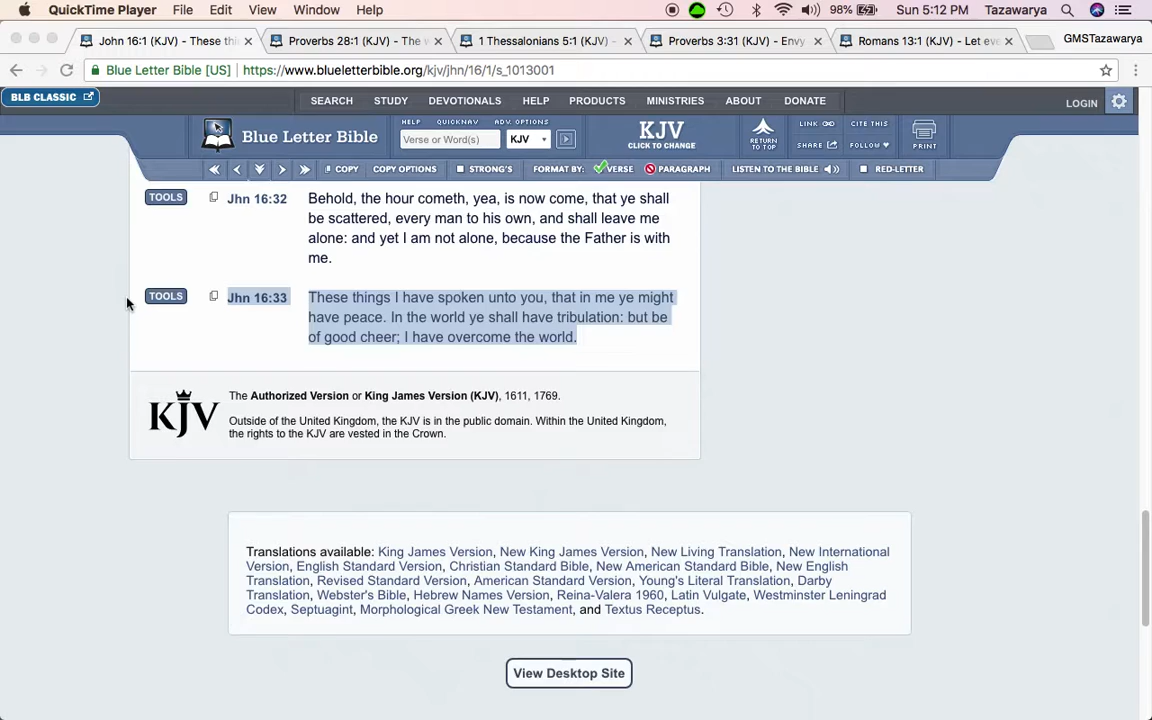 QuickTime Player File Edit View Window Help 98% Sun 5:12 PM Tazawarya
John 16:1 (KJV) - These thi Proverbs 28:1 (KJV) - The w 1 Thessalonians 5:1 (KJV) - Proverbs 3:31 (KJV) - Envy Romans 13:1 (KJV) - Let eve GMSTazawarya
Blue Letter Bible [US] https://www.blueletterbible.org/kjv/jhn/16/1/s_1013001
BLB CLASSIC SEARCH STUDY DEVOTIONALS HELP PRODUCTS MINISTRIES ABOUT DONATE LOGIN
HELP QUICKNAV ADV. OPTIONS
Blue Letter Bible Verse or Word(s) KJV
KJV
CLICK TO CHANGE
RETURN
TO TOP
LINK CITE THIS
SHARE FOLLOW
PRINT
COPY COPY OPTIONS STRONG'S FORMAT BY: VERSE PARAGRAPH LISTEN TO THE BIBLE RED-LETTER
TOOLS Jhn 16:32 Behold, the hour cometh, yea, is now come, that ye shall
be scattered, every man to his own, and shall leave me
alone: and yet I am not alone, because the Father is with
me.
TOOLS Jhn 16:33 These things I have spoken unto you, that in me ye might
have peace. In the world ye shall have tribulation: but be
of good cheer; I have overcome the world.
KJV
The Authorized Version or King James Version (KJV), 1611, 1769.
Outside of the United Kingdom, the KJV is in the public domain. Within the United Kingdom,
the rights to the KJV are vested in the Crown.
Translations available: King James Version, New King James Version, New Living Translation, New International
Version, English Standard Version, Christian Standard Bible, New American Standard Bible, New English
Translation, Revised Standard Version, American Standard Version, Young's Literal Translation, Darby
Translation, Webster's Bible, Hebrew Names Version, Reina-Valera 1960, Latin Vulgate, Westminster Leningrad
Codex, Septuagint, Morphological Greek New Testament, and Textus Receptus.
View Desktop Site